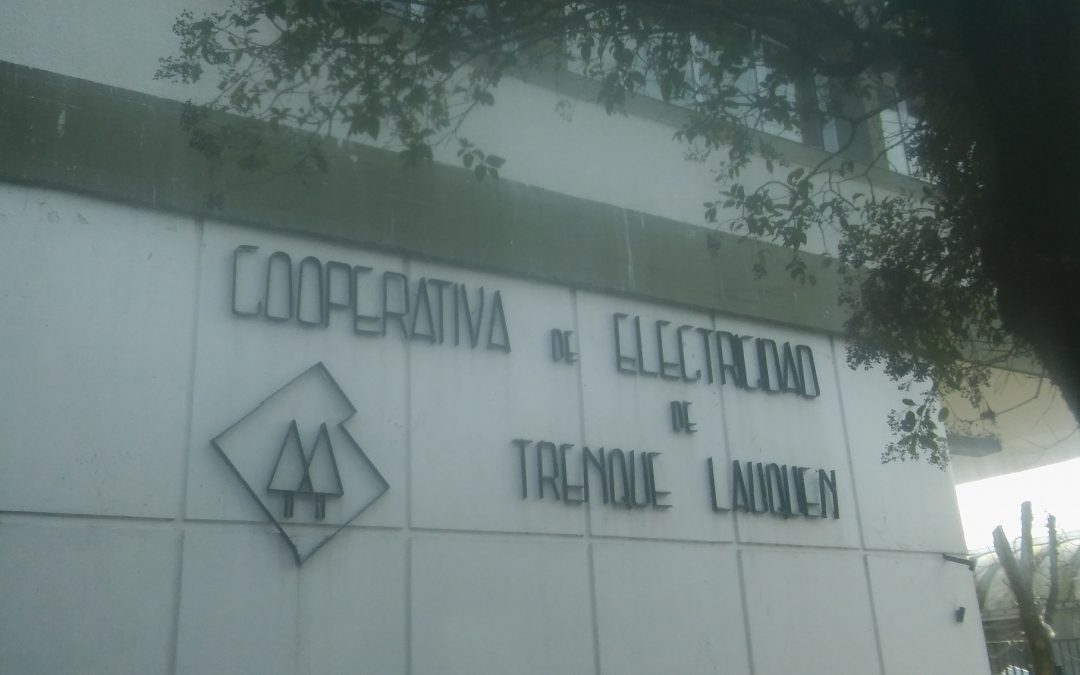 COOPERATIVA DE ELECTRICIDAD
DE
TRENQUE LAUQUEN